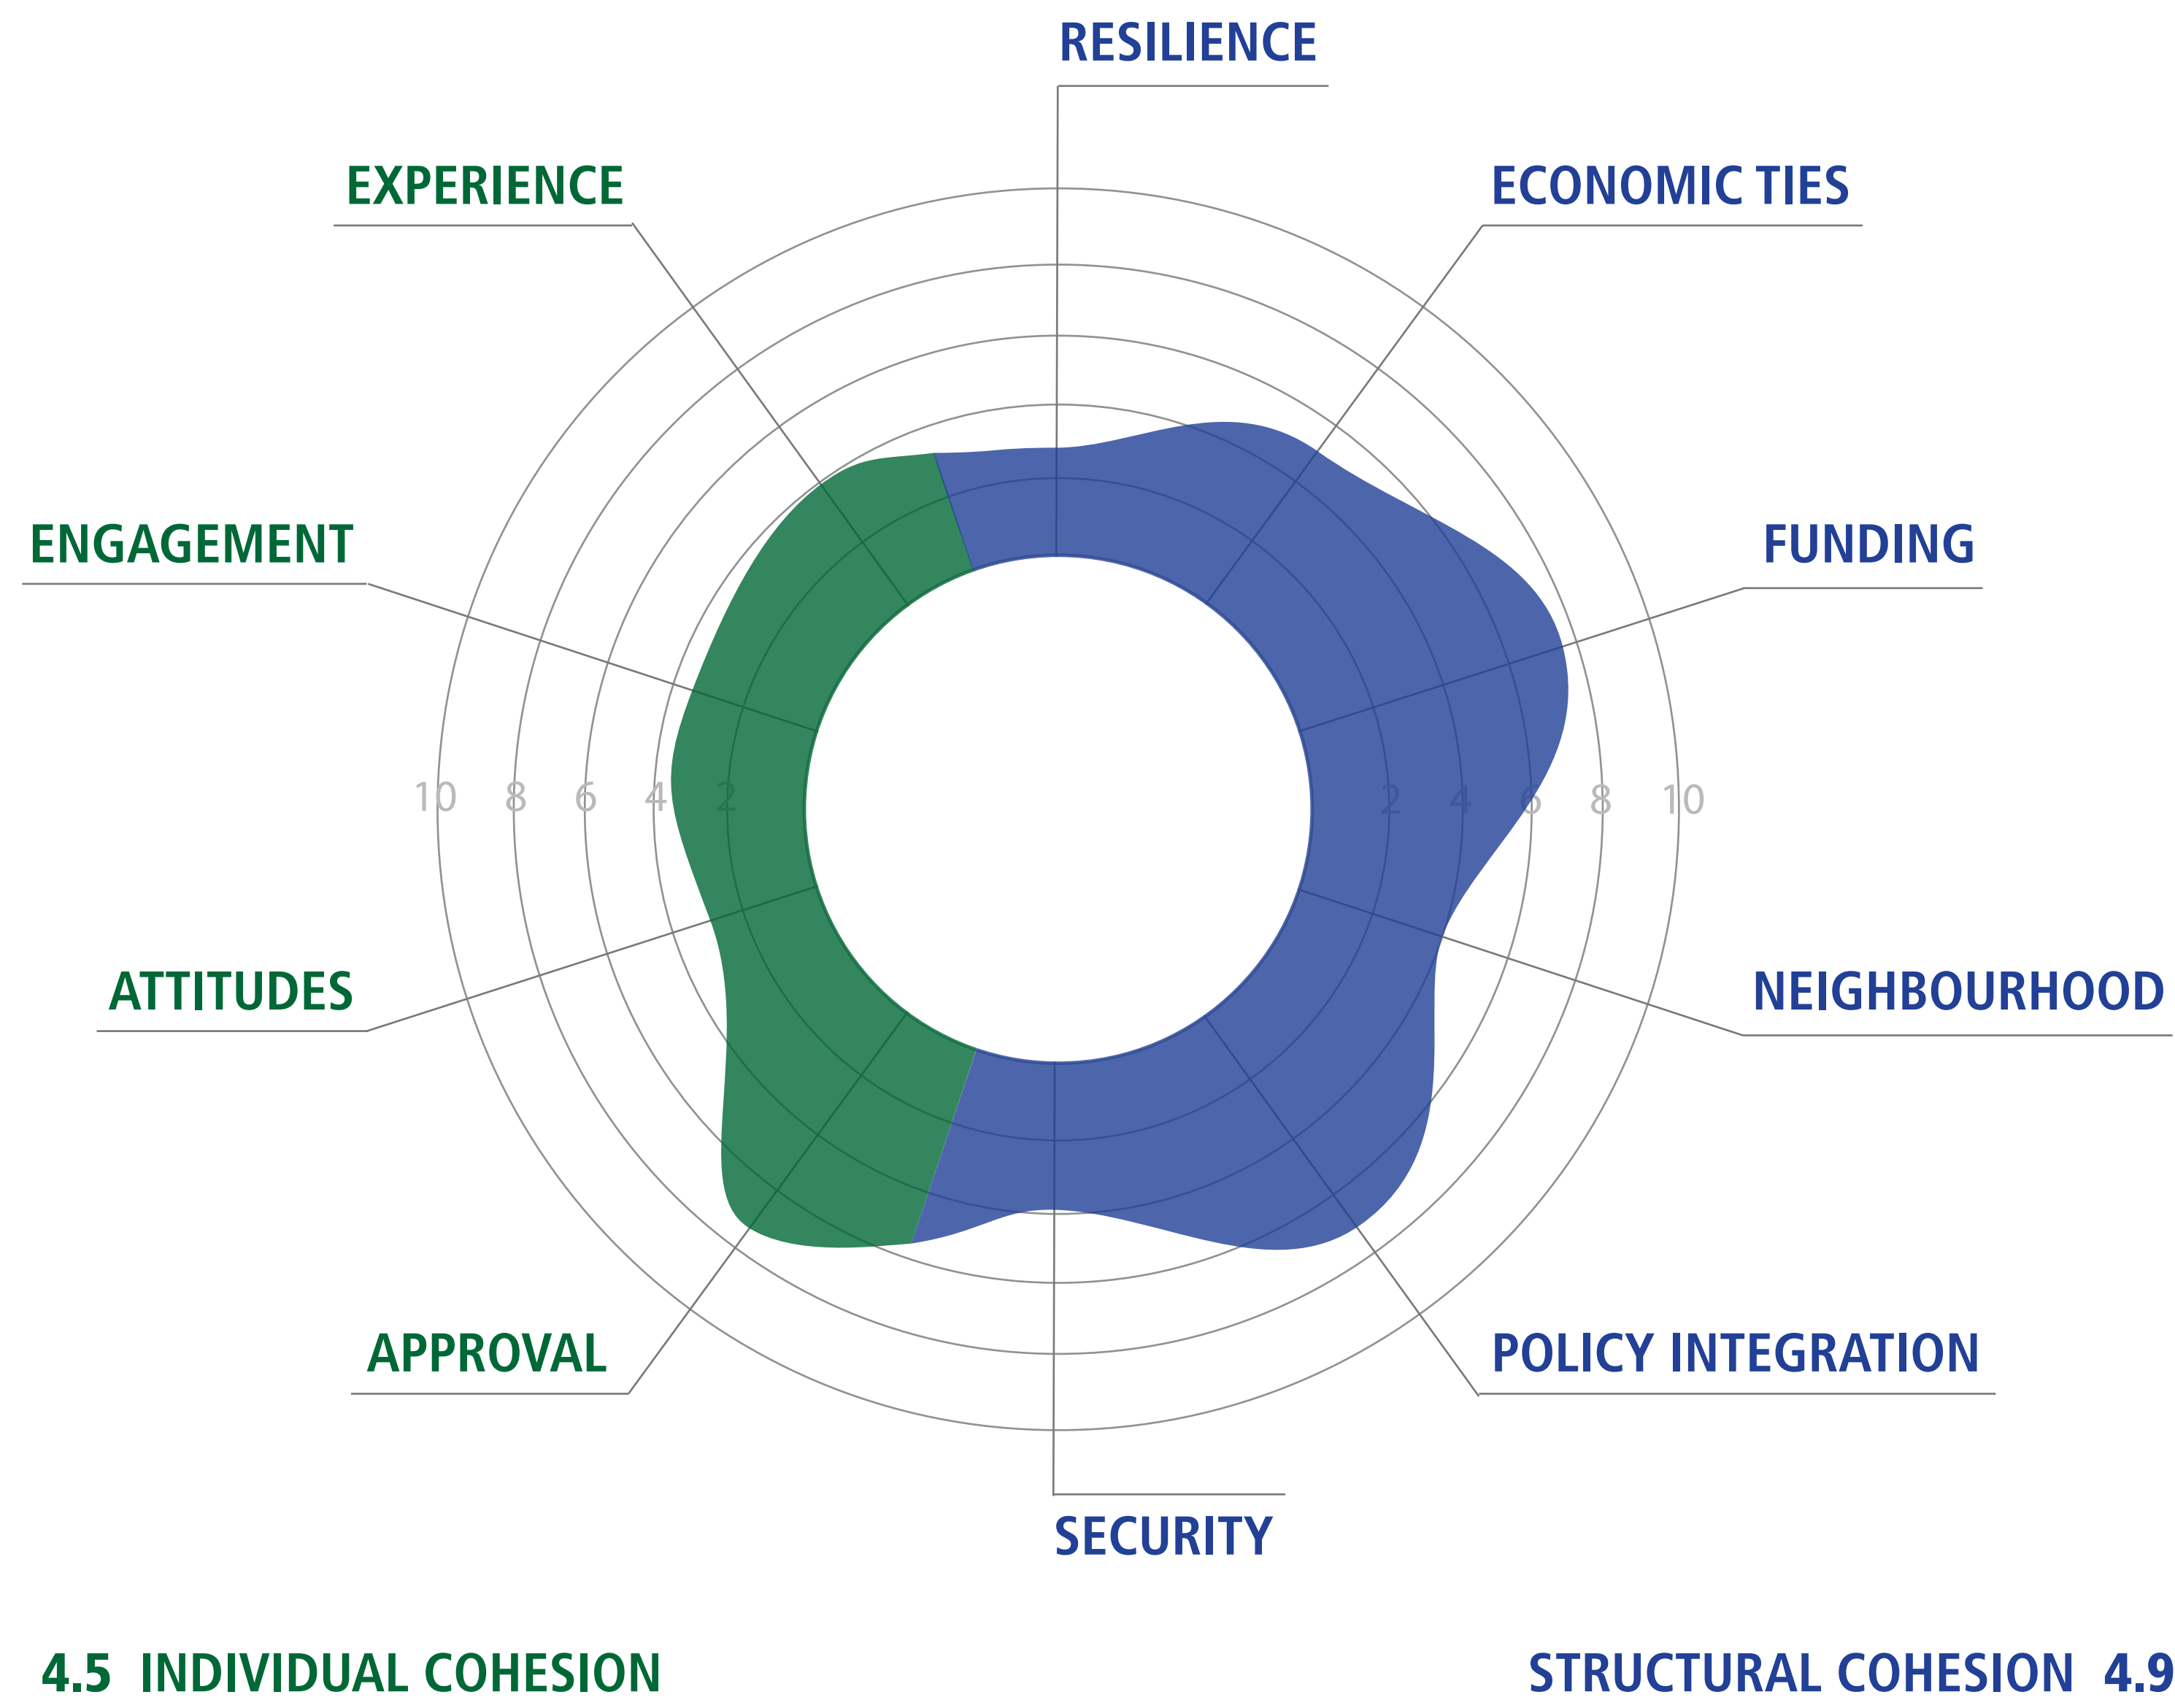 RESILIENCE
EXPERIENCE
ECONOMIC TIES
ENGAGEMENT
FUNDING
10 8 6 4 2 2 4 6 8 10
ATTITUDES
NEIGHBOURHOOD
APPROVAL
POLICY INTEGRATION
SECURITY
4.5 INDIVIDUAL COHESION
STRUCTURAL COHESION 4.9